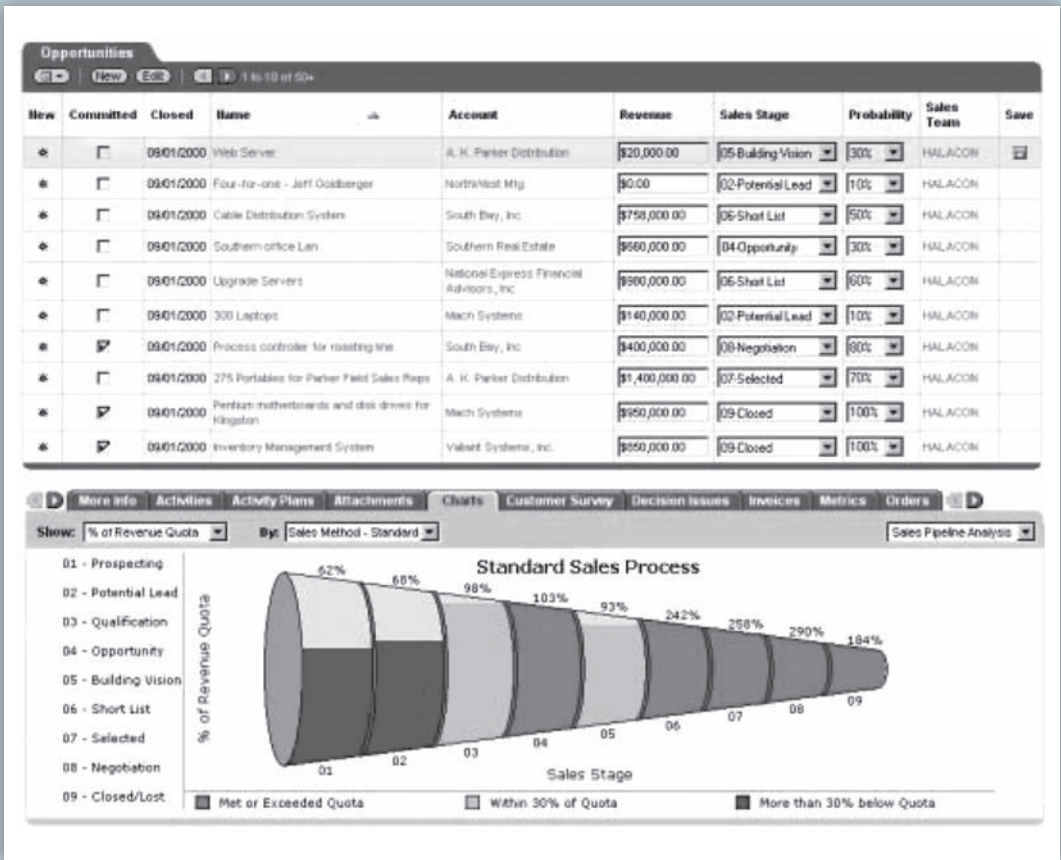 Opportunities
New Edit 1 to 10 of 50+
New Committed Closed Name Account Revenue Sales Stage Probability Sales Team Save
09/01/2000 Web Server A. K. Parker Distribution $20,000.00 05-Building Vision 30% HALACON
09/01/2000 Four-for-one - Jeff Goldberger NorthWest Mfg $0.00 02-Potential Lead 10% HALACON
09/01/2000 Cable Distribution System South Bay, Inc $758,000.00 06-Short List 50% HALACON
09/01/2000 Southern office Lan Southern Real Estate $660,000.00 04-Opportunity 30% HALACON
09/01/2000 Upgrade Servers National Express Financial Advisors, Inc 06-Short List 60% HALACON
09/01/2000 300 Laptops Mach Systems $140,000.00 02-Potential Lead 10% HALACON
09/01/2000 Process controller for roasting line South Bay, Inc $400,000.00 08-Negotiation 80% HALACON
09/01/2000 275 Portables for Parker Field Sales Reps A. K. Parker Distribution $1,400,000.00 07-Selected 70% HALACON
09/01/2000 Pentium motherboards and disk drives for Kingston Mach Systems $950,000.00 09-Closed 100% HALACON
09/01/2000 Inventory Management System Valiant Systems, Inc. 09-Closed 100% HALACON
More Info Activities Activity Plans Attachments Charts Customer Survey Decision Issues Invoices Metrics Orders
Show: % of Revenue Quota By: Sales Method - Standard Sales Pipeline Analysis
01 - Prospecting
02 - Potential Lead
03 - Qualification
04 - Opportunity
05 - Building Vision
06 - Short List
07 - Selected
08 - Negotiation
09 - Closed/Lost
Standard Sales Process
% of Revenue Quota
62% 68% 98% 103% 93% 242% 258% 290% 184%
01 02 03 04 05 06 07 08 09
Sales Stage
Met or Exceeded Quota Within 30% of Quota More than 30% below Quota